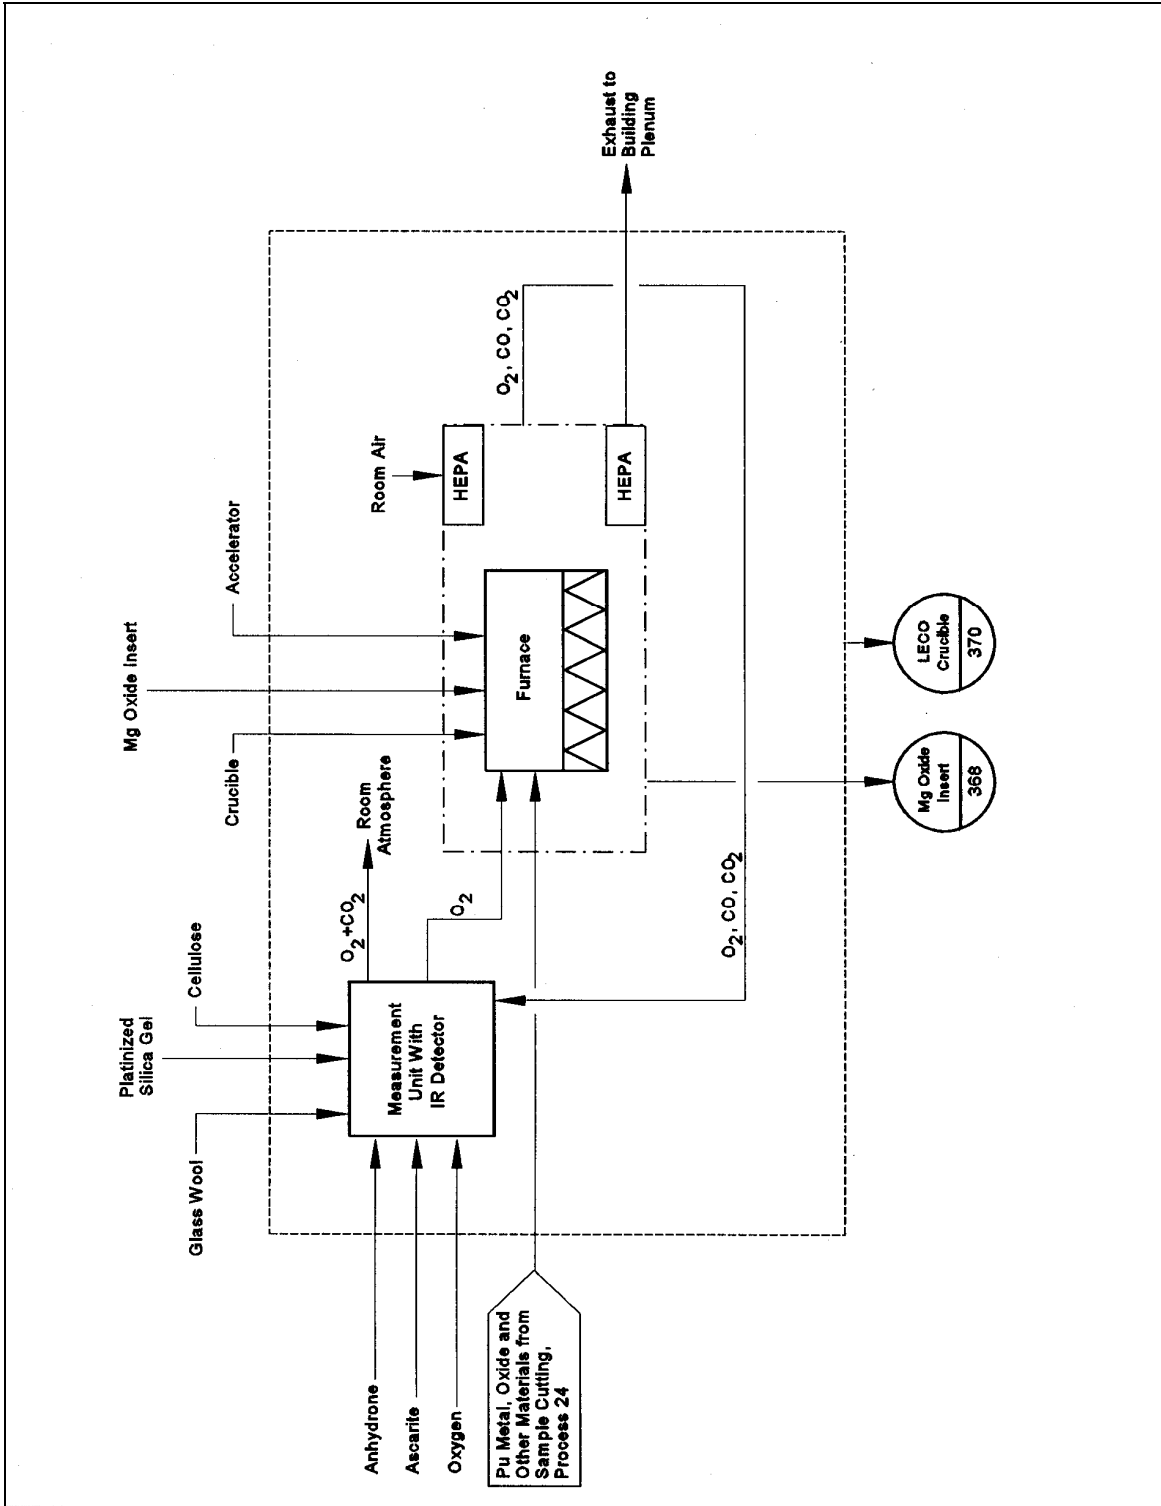 Glass Wool
Platinized
Silica Gel
Cellulose
Crucible
Mg Oxide Insert
Accelerator
Anhydrone
Ascarite
Oxygen
Measurement
Unit With
IR Detector
O2+CO2
Room
Atmosphere
O2
Furnace
Room Air
HEPA
HEPA
O2, CO, CO2
Exhaust to
Building
Plenum
Pu Metal, Oxide and
Other Materials from
Sample Cutting,
Process 24
O2, CO, CO2
Mg Oxide
Insert
368
LECO
Crucible
370